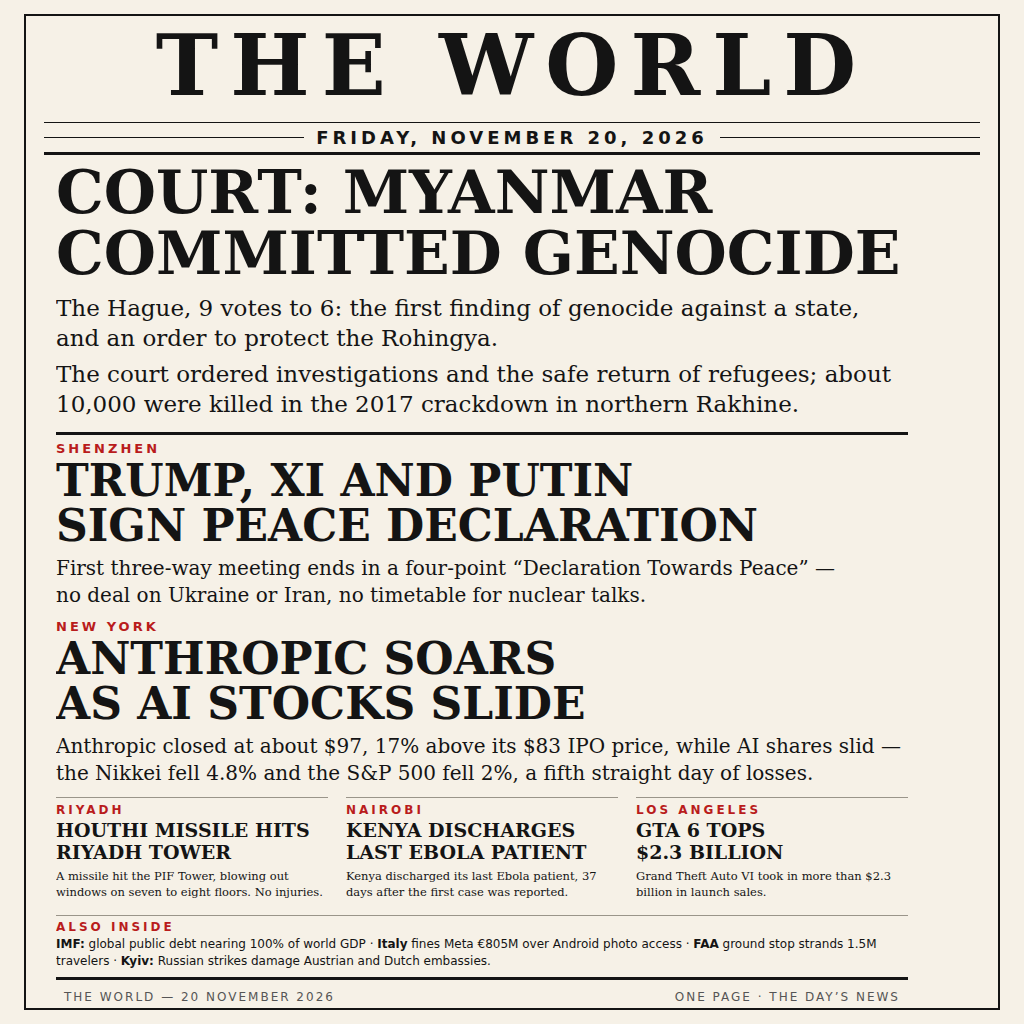 THE WORLD
FRIDAY, NOVEMBER 20, 2026
COURT: MYANMAR
COMMITTED GENOCIDE
The Hague, 9 votes to 6: the first finding of genocide against a state,
and an order to protect the Rohingya.
The court ordered investigations and the safe return of refugees; about
10,000 were killed in the 2017 crackdown in northern Rakhine.
SHENZHEN
TRUMP, XI AND PUTIN
SIGN PEACE DECLARATION
First three-way meeting ends in a four-point “Declaration Towards Peace” —
no deal on Ukraine or Iran, no timetable for nuclear talks.
NEW YORK
ANTHROPIC SOARS
AS AI STOCKS SLIDE
Anthropic closed at about $97, 17% above its $83 IPO price, while AI shares slid —
the Nikkei fell 4.8% and the S&P 500 fell 2%, a fifth straight day of losses.
RIYADH
HOUTHI MISSILE HITS
RIYADH TOWER
A missile hit the PIF Tower, blowing out
windows on seven to eight floors. No injuries.
NAIROBI
KENYA DISCHARGES
LAST EBOLA PATIENT
Kenya discharged its last Ebola patient, 37
days after the first case was reported.
LOS ANGELES
GTA 6 TOPS
$2.3 BILLION
Grand Theft Auto VI took in more than $2.3
billion in launch sales.
ALSO INSIDE
IMF: global public debt nearing 100% of world GDP · Italy fines Meta €805M over Android photo access · FAA ground stop strands 1.5M
travelers · Kyiv: Russian strikes damage Austrian and Dutch embassies.
THE WORLD — 20 NOVEMBER 2026
ONE PAGE · THE DAY’S NEWS